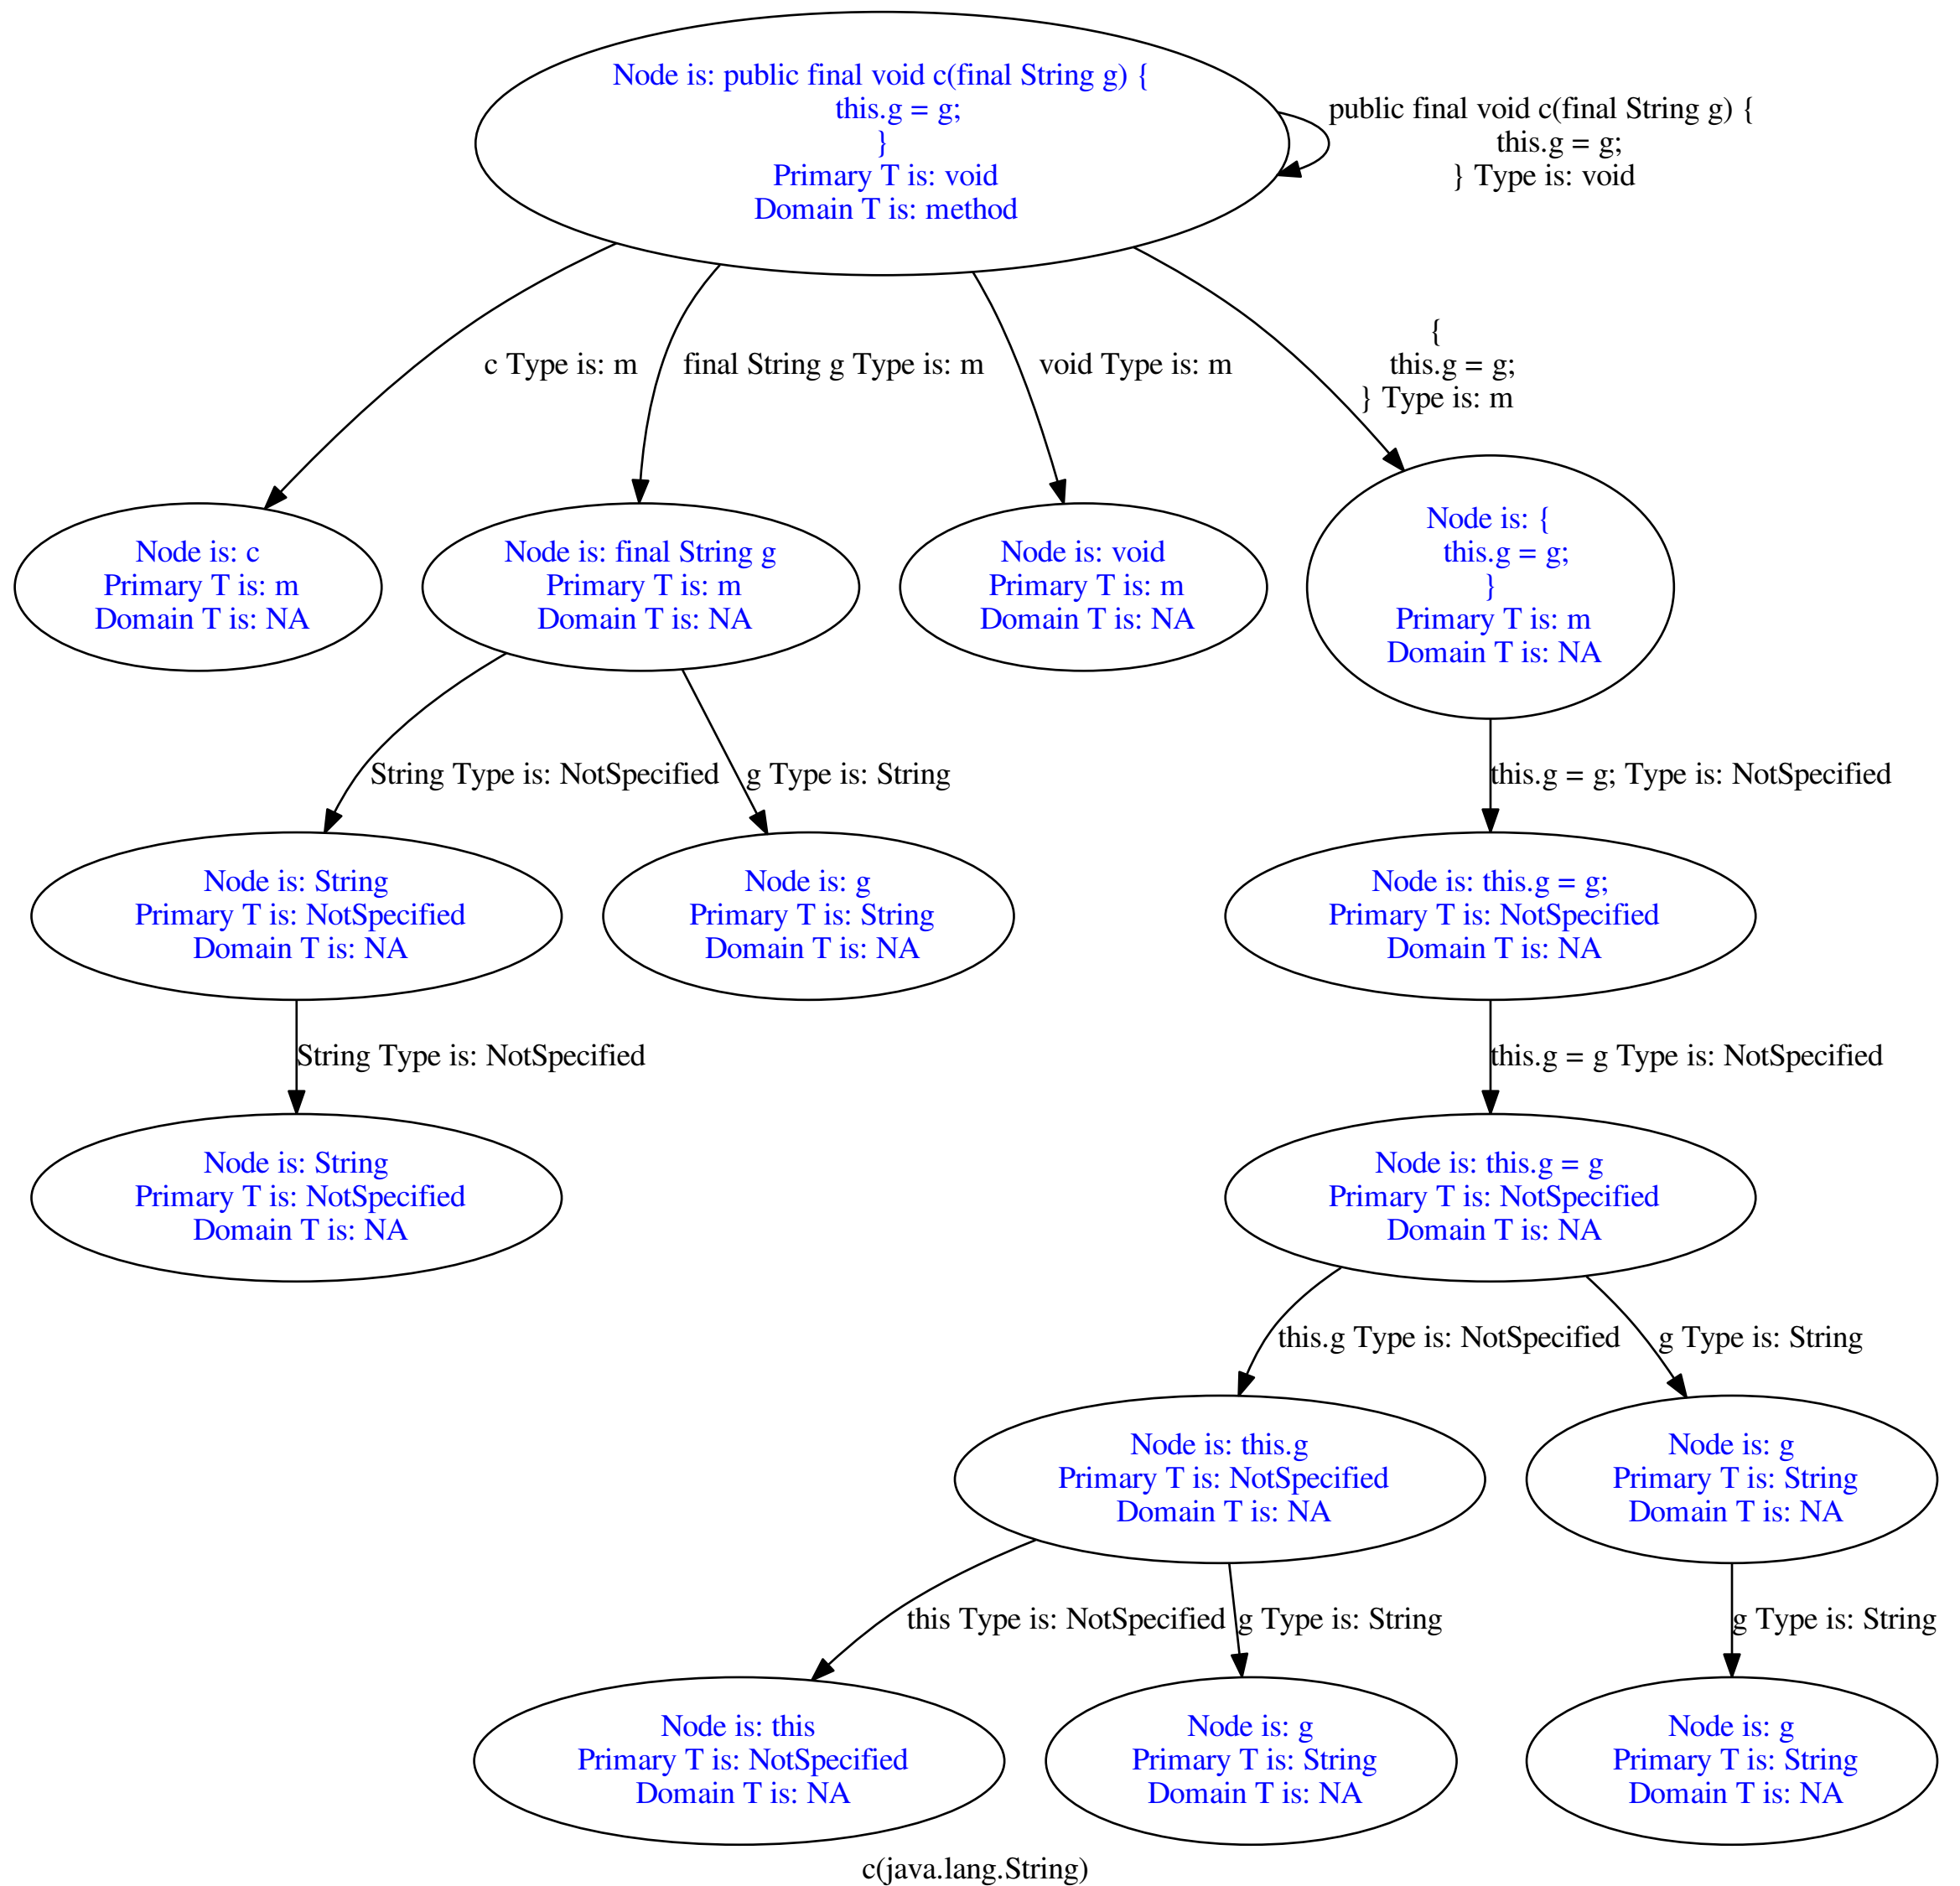 Node is: public final void c(final String g) {
this.g = g;
}
Primary T is: void
Domain T is: method
public final void c(final String g) {
this.g = g;
} Type is: void
c Type is: m
final String g Type is: m
void Type is: m
{
this.g = g;
} Type is: m
Node is: c
Primary T is: m
Domain T is: NA
Node is: final String g
Primary T is: m
Domain T is: NA
Node is: void
Primary T is: m
Domain T is: NA
Node is: {
this.g = g;
}
Primary T is: m
Domain T is: NA
String Type is: NotSpecified
g Type is: String
this.g = g; Type is: NotSpecified
Node is: String
Primary T is: NotSpecified
Domain T is: NA
Node is: g
Primary T is: String
Domain T is: NA
Node is: this.g = g;
Primary T is: NotSpecified
Domain T is: NA
String Type is: NotSpecified
this.g = g Type is: NotSpecified
Node is: String
Primary T is: NotSpecified
Domain T is: NA
Node is: this.g = g
Primary T is: NotSpecified
Domain T is: NA
this.g Type is: NotSpecified
g Type is: String
Node is: this.g
Primary T is: NotSpecified
Domain T is: NA
Node is: g
Primary T is: String
Domain T is: NA
this Type is: NotSpecified
g Type is: String
g Type is: String
Node is: this
Primary T is: NotSpecified
Domain T is: NA
Node is: g
Primary T is: String
Domain T is: NA
Node is: g
Primary T is: String
Domain T is: NA
c(java.lang.String)